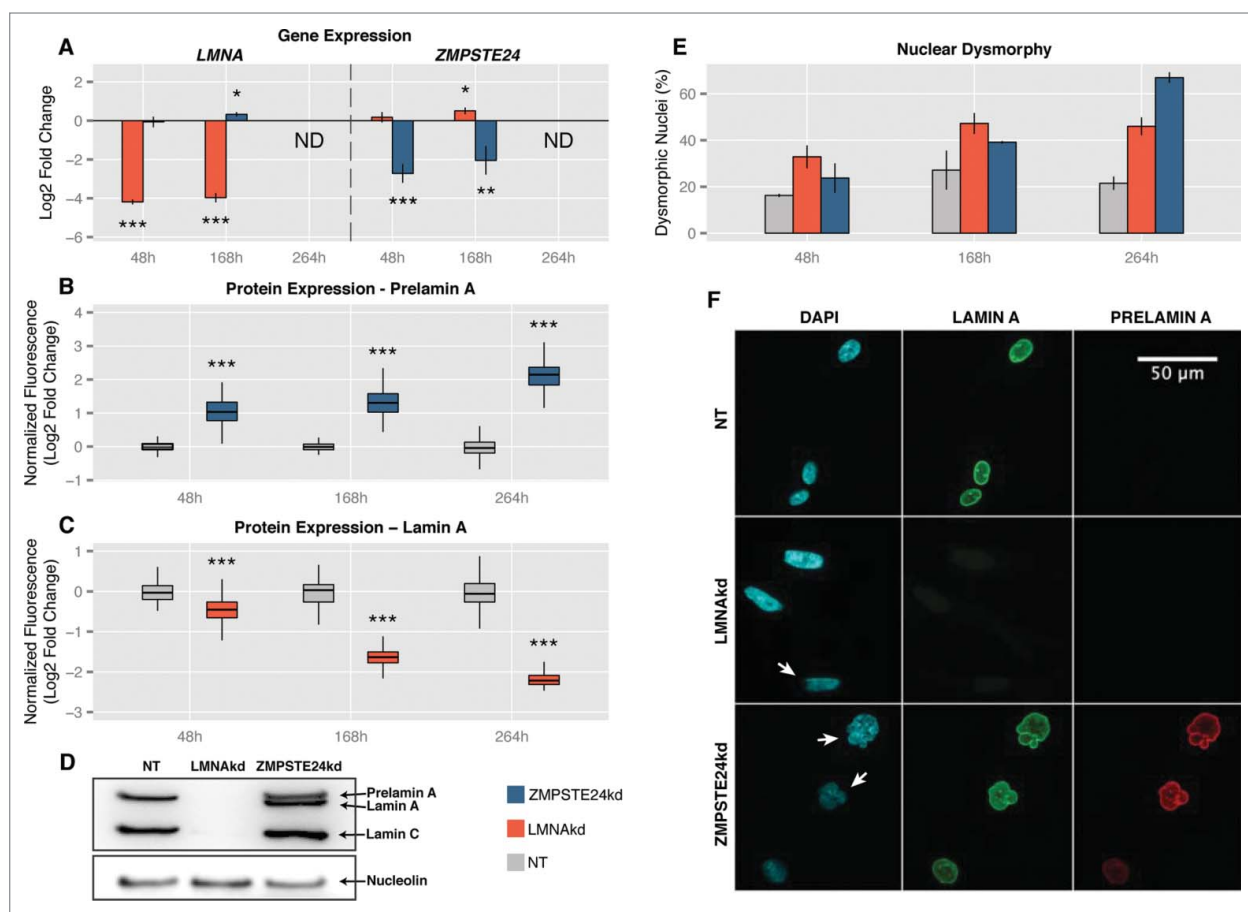 A
Gene Expression
LMNA
ZMPSTE24
Log2 Fold Change
2
0
−2
−4
−6
***
***
*
ND
*
***
**
ND
48h 168h 264h 48h 168h 264h
B
Protein Expression - Prelamin A
Normalized Fluorescence
(Log2 Fold Change)
4
3
2
1
0
−1
***
***
***
48h 168h 264h
C
Protein Expression – Lamin A
Normalized Fluorescence
(Log2 Fold Change)
1
0
−1
−2
−3
***
***
***
48h 168h 264h
D
NT LMNAkd ZMPSTE24kd
Prelamin A
Lamin A
Lamin C
Nucleolin
ZMPSTE24kd
LMNAkd
NT
E
Nuclear Dysmorphy
Dysmorphic Nuclei (%)
60
40
20
0
48h 168h 264h
F
DAPI LAMIN A PRELAMIN A
50 µm
NT
LMNAkd
ZMPSTE24kd